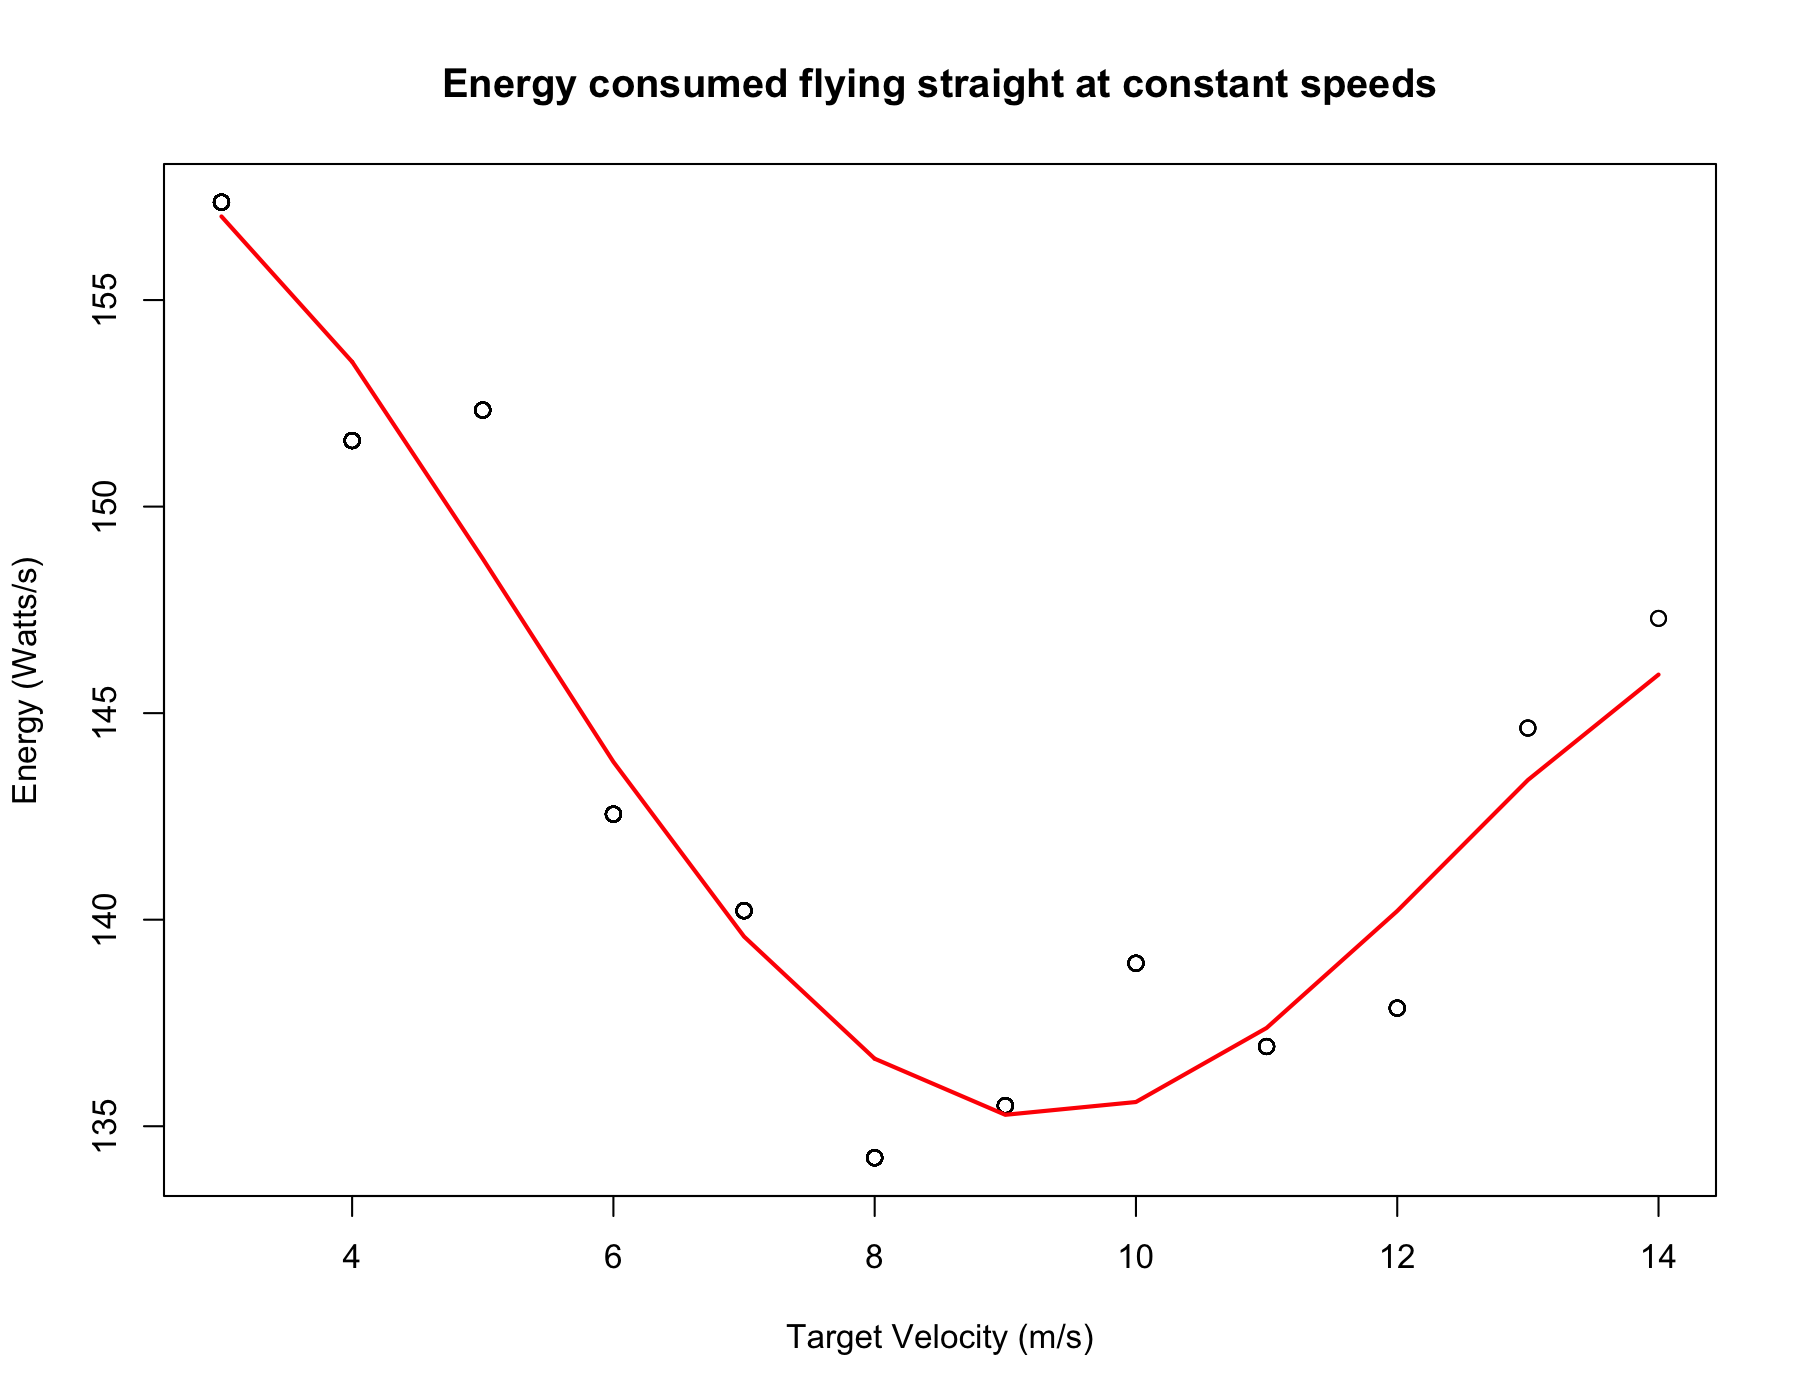 Energy consumed flying straight at constant speeds
Energy (Watts/s)
155
150
145
140
135
4 6 8 10 12 14
Target Velocity (m/s)